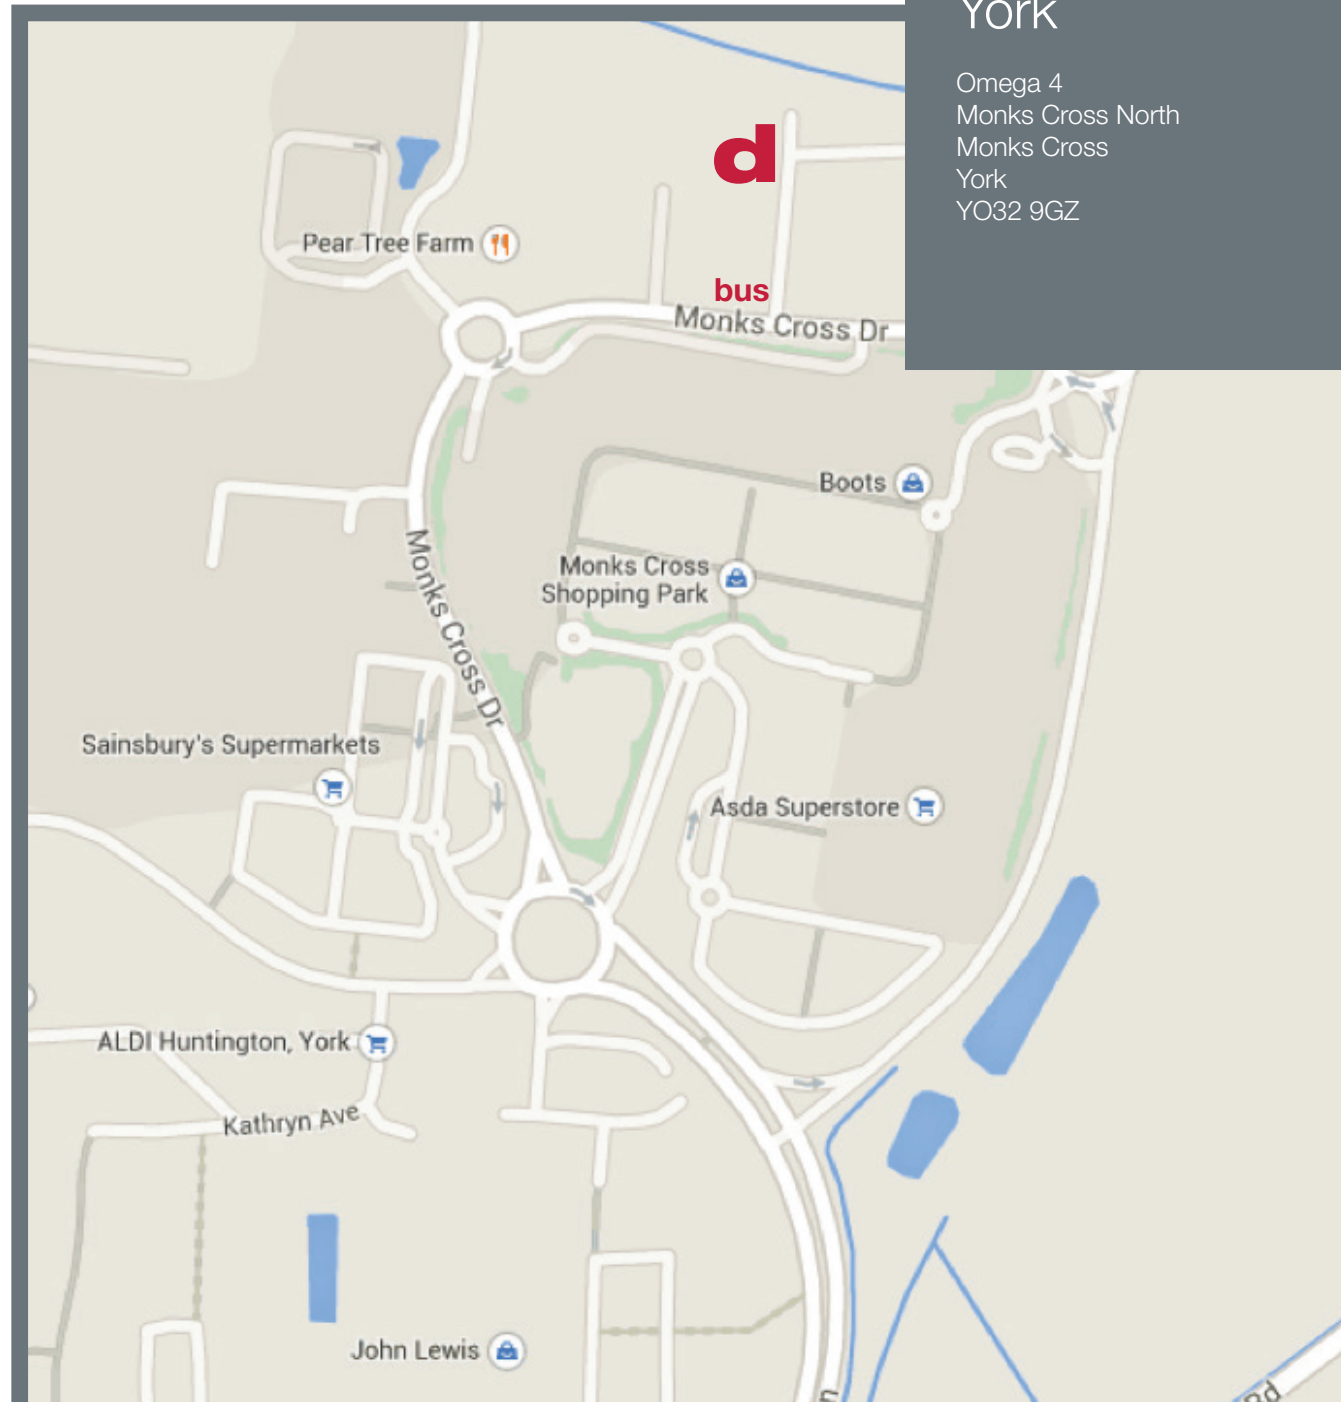 York
Omega 4
Monks Cross North
Monks Cross
York
YO32 9GZ
d
Pear Tree Farm
bus
Monks Cross Dr
Boots
Monks Cross
Shopping Park
Monks Cross Dr
Sainsbury's Supermarkets
Asda Superstore
ALDI Huntington, York
Kathryn Ave
John Lewis
Rd